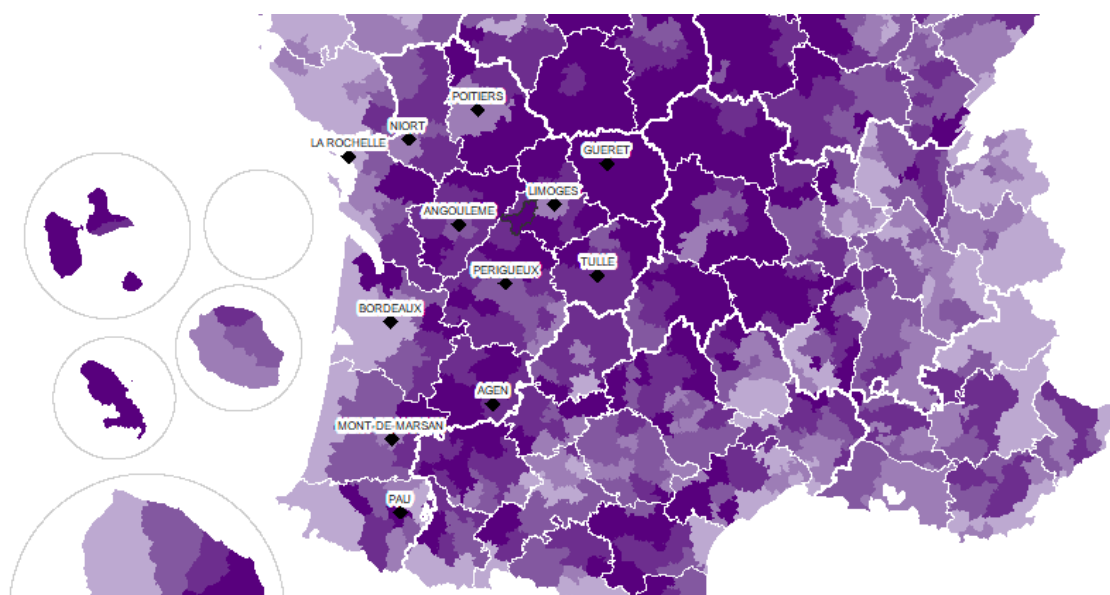 POITIERS
NIORT
LA ROCHELLE
GUERET
LIMOGES
ANGOULEME
TULLE
PERIGUEUX
BORDEAUX
AGEN
MONT-DE-MARSAN
PAU